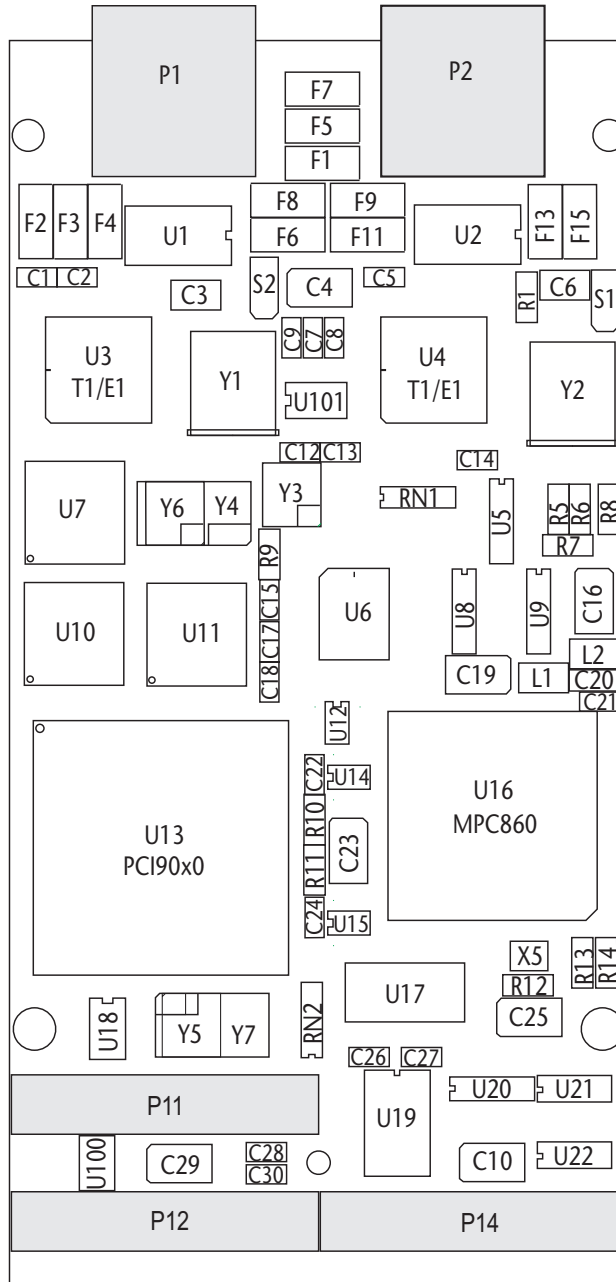 P1 P2
F7
F5
F1
F2 F3 F4 F8 F9 F13 F15
U1 F6 F11 U2
C1 C2 C3 S2 C4 C5 R1 C6 S1
C9 C7 C8
U3
T1/E1
Y1 U101
U4
T1/E1
Y2
C12 C13 C14
U7 Y6 Y4 Y3 RN1 U5 R5 R6 R8
R7
R9
U10 U11 C15 U6 U8 U9 C16
C17
C18 C19 L1 L2
C20
C21
U12
C22 U14
U13
PCI90x0
R10
R11 C23
U16
MPC860
C24 U15
X5 R13 R14
R12
U18 Y5 Y7 RN2 U17 C25
C26 C27
P11 U19 U20 U21
U100 C29 C28
C30
C10 U22
P12 P14